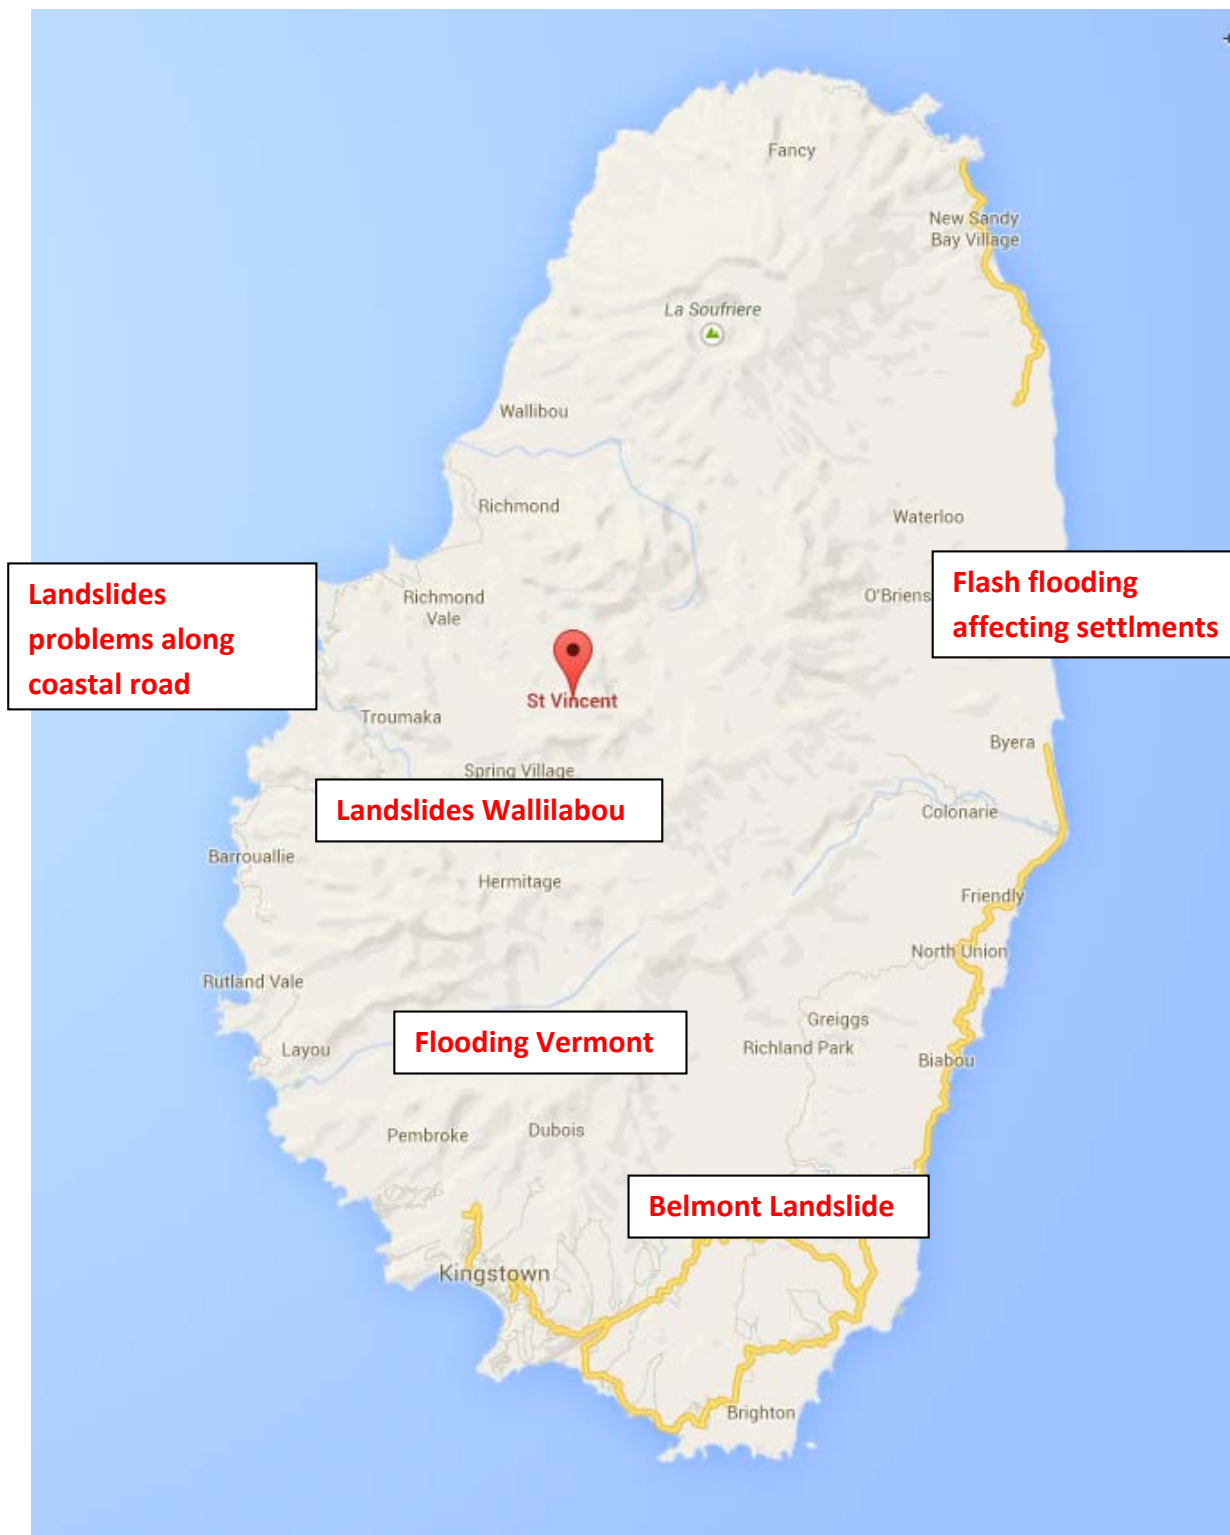 Fancy
New Sandy
Bay Village
La Soufriere
Wallibou
Richmond
Waterloo
Landslides
problems along
coastal road
Richmond
Vale
O'Briens
Flash flooding
affecting settlments
St Vincent
Troumaka
Byera
Spring Village
Landslides Wallilabou
Colonarie
Barrouallie
Hermitage
Friendly
North Union
Rutland Vale
Greiggs
Flooding Vermont
Richland Park
Layou
Biabou
Pembroke
Dubois
Belmont Landslide
Kingstown
Brighton